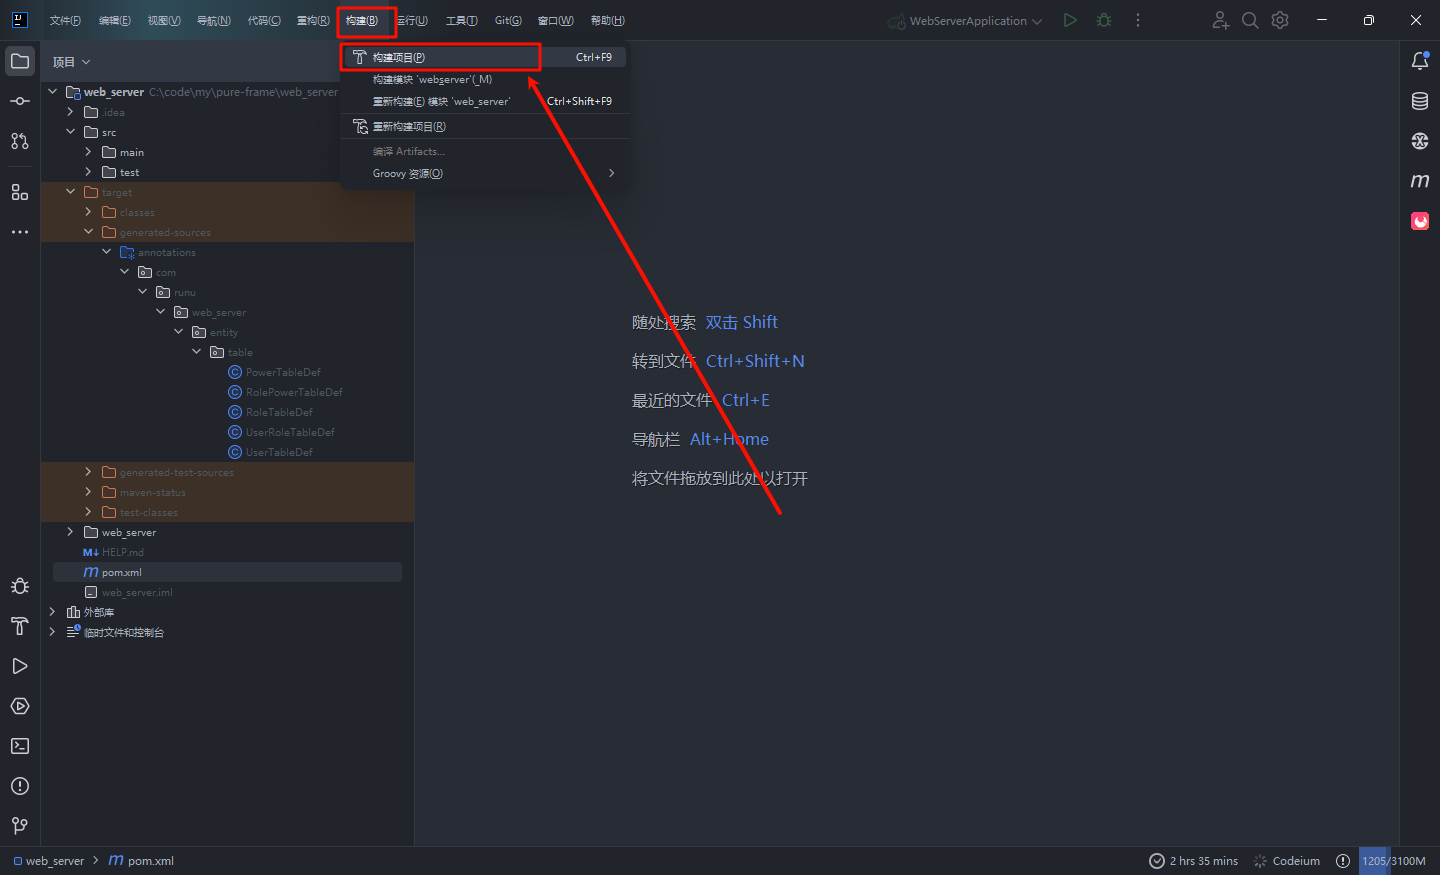 文件(F) 编辑(E) 视图(V) 导航(N) 代码(C) 重构(R) 构建(B) 运行(U) 工具(T) Git(G) 窗口(W) 帮助(H) WebServerApplication
项目
构建项目(P) Ctrl+F9
构建模块 'webserver'(_M)
重新构建(E) 模块 'web_server' Ctrl+Shift+F9
重新构建项目(R)
编译 Artifacts...
Groovy 资源(O)
web_server C:\code\my\pure-frame\web_server
.idea
src
main
test
target
classes
generated-sources
annotations
com
runu
web_server
entity
table
PowerTableDef
RolePowerTableDef
RoleTableDef
UserRoleTableDef
UserTableDef
generated-test-sources
maven-status
test-classes
web_server
HELP.md
pom.xml
web_server.iml
外部库
临时文件和控制台
随处搜索 双击 Shift
转到文件 Ctrl+Shift+N
最近的文件 Ctrl+E
导航栏 Alt+Home
将文件拖放到此处以打开
web_server > pom.xml
2 hrs 35 mins Codeium 1205/3100M